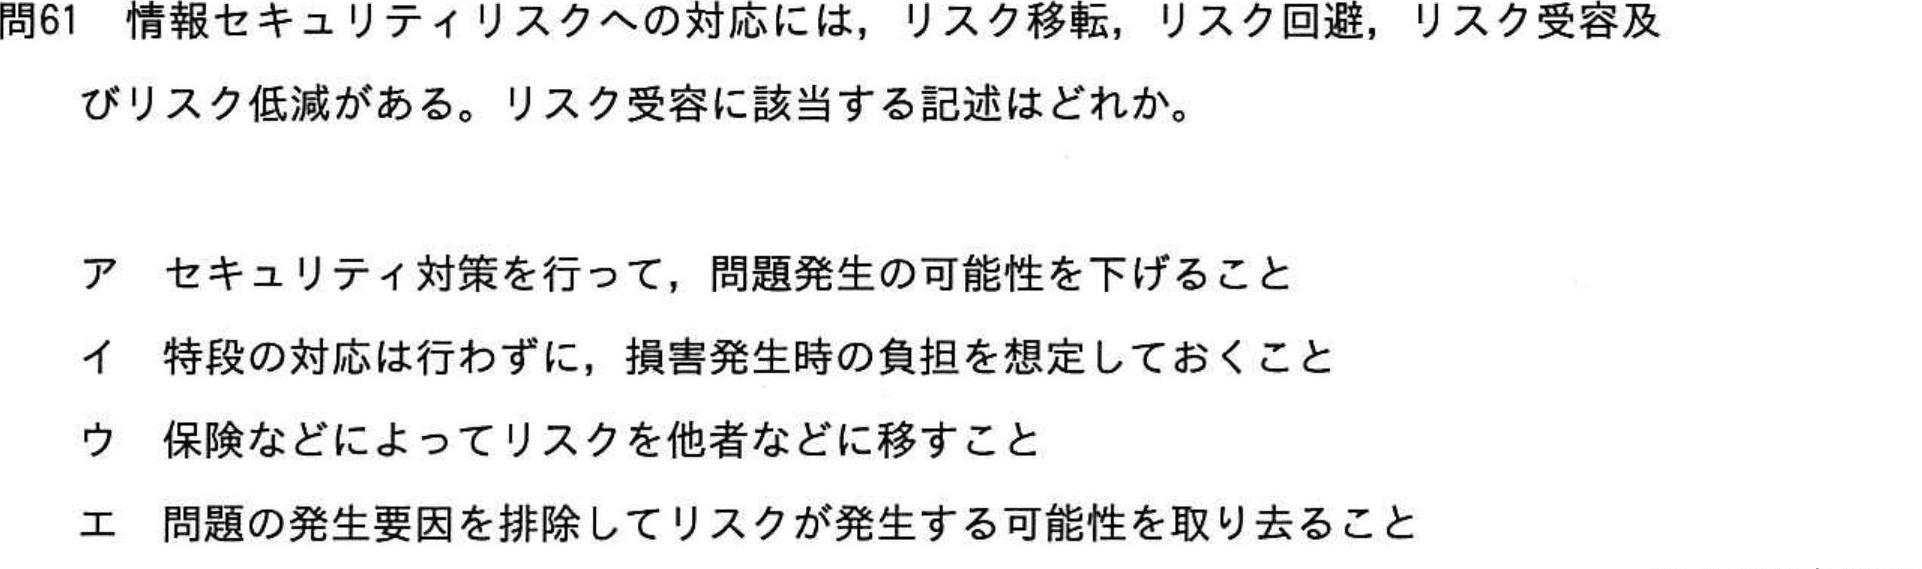 問61　情報セキュリティリスクへの対応には，リスク移転，リスク回避，リスク受容及
びリスク低減がある。リスク受容に該当する記述はどれか。
ア　セキュリティ対策を行って，問題発生の可能性を下げること
イ　特段の対応は行わずに，損害発生時の負担を想定しておくこと
ウ　保険などによってリスクを他者などに移すこと
エ　問題の発生要因を排除してリスクが発生する可能性を取り去ること